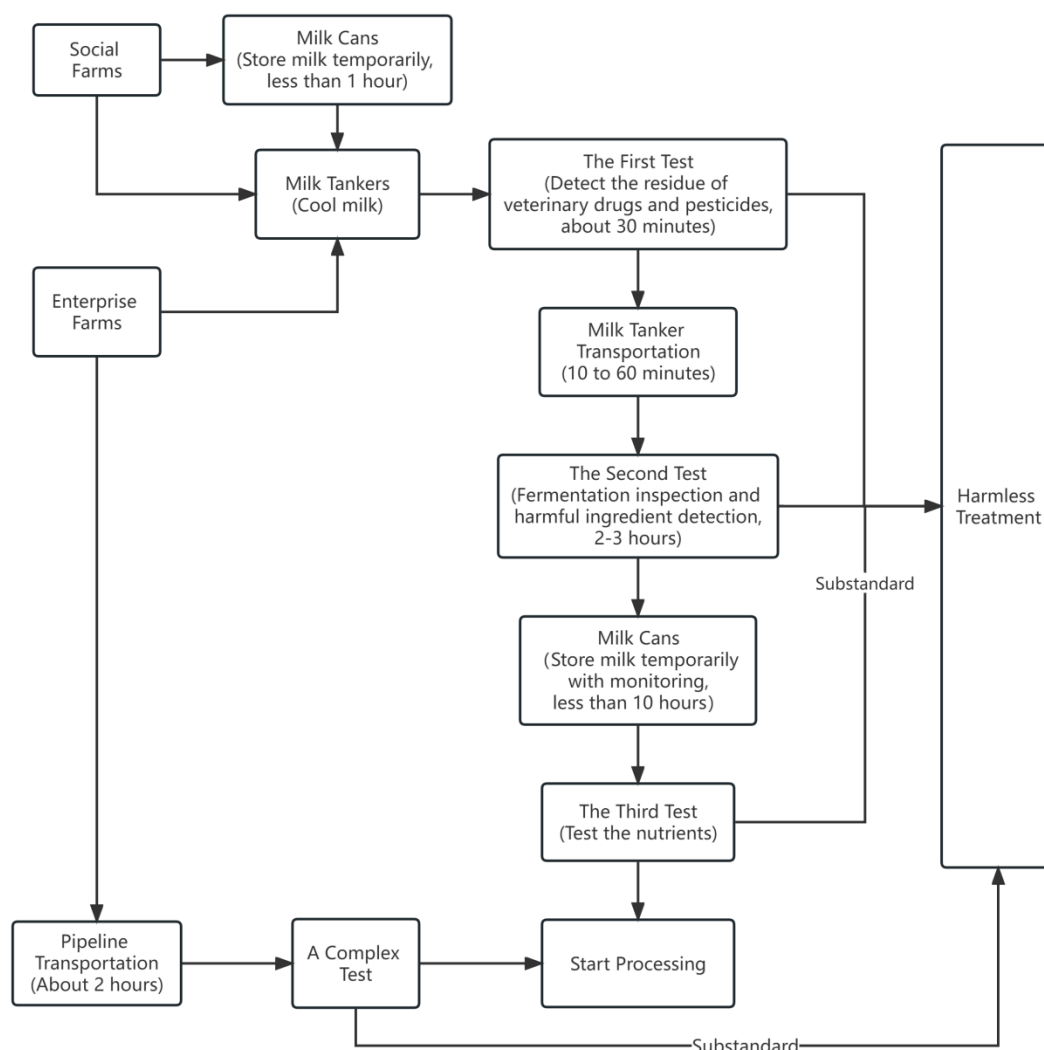 Social
Farms
Milk Cans
(Store milk temporarily,
less than 1 hour)
Milk Tankers
(Cool milk)
The First Test
(Detect the residue of
veterinary drugs and pesticides,
about 30 minutes)
Enterprise
Farms
Milk Tanker
Transportation
(10 to 60 minutes)
The Second Test
(Fermentation inspection and
harmful ingredient detection,
2-3 hours)
Harmless
Treatment
Substandard
Milk Cans
(Store milk temporarily
with monitoring,
less than 10 hours)
The Third Test
(Test the nutrients)
Pipeline
Transportation
(About 2 hours)
A Complex
Test
Start Processing
Substandard